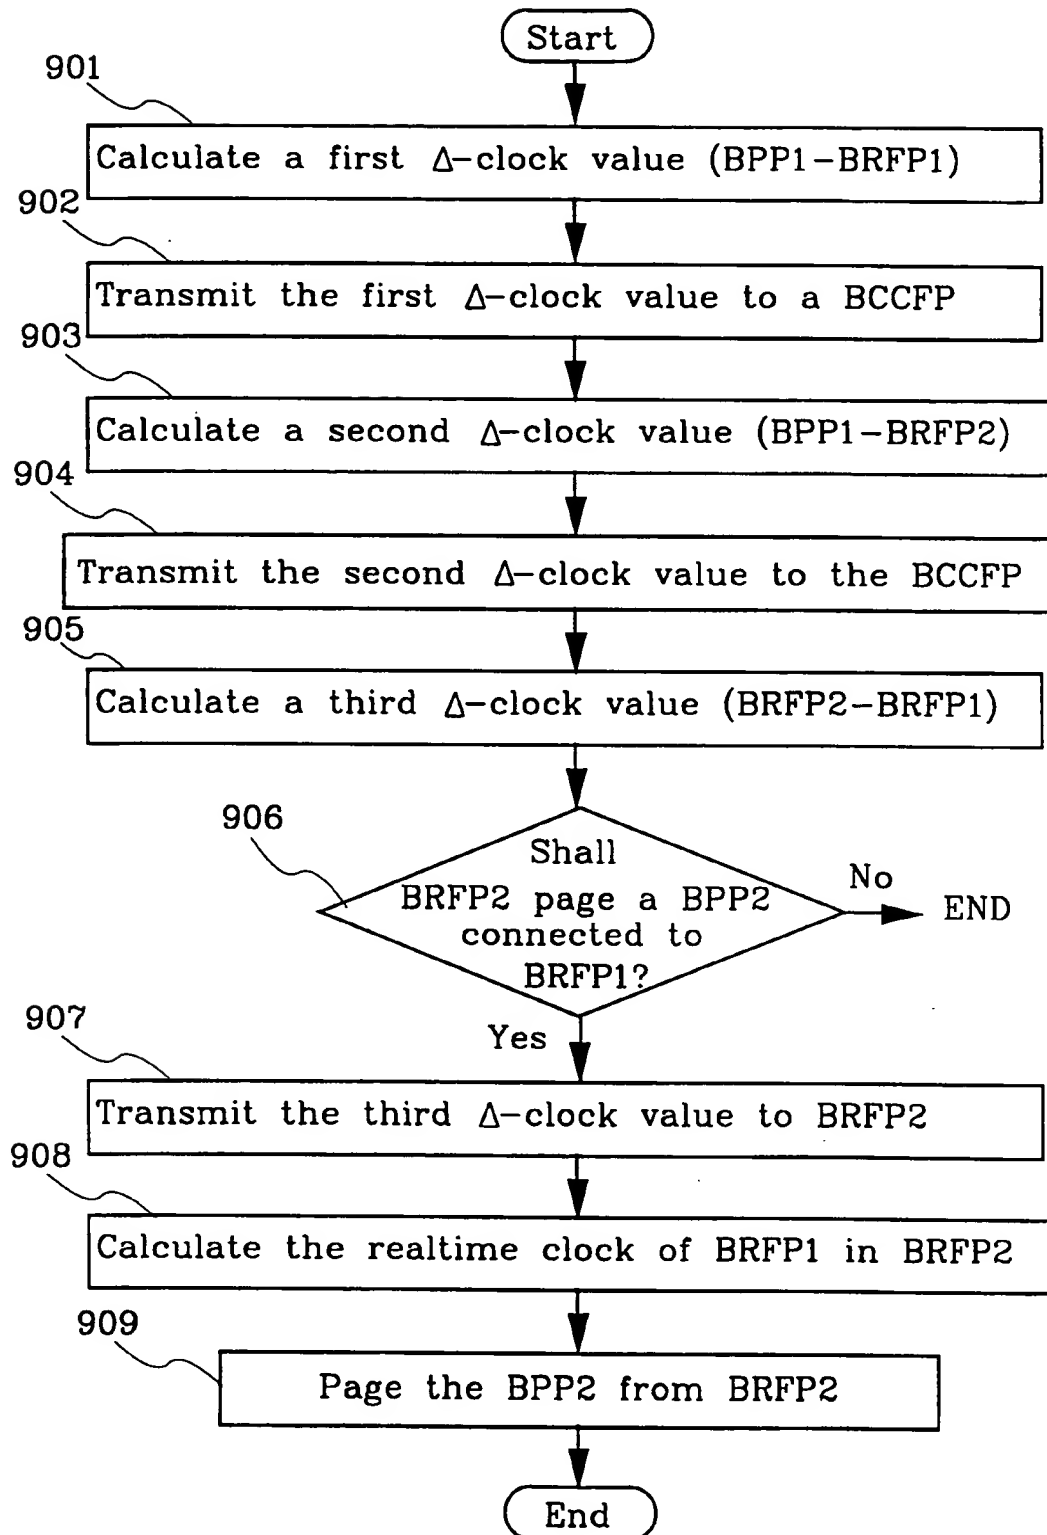 Start
901
Calculate a first Δ-clock value (BPP1-BRFP1)
902
Transmit the first Δ-clock value to a BCCFP
903
Calculate a second Δ-clock value (BPP1-BRFP2)
904
Transmit the second Δ-clock value to the BCCFP
905
Calculate a third Δ-clock value (BRFP2-BRFP1)
906
Shall
BRFP2 page a BPP2
connected to
BRFP1?
No
END
Yes
907
Transmit the third Δ-clock value to BRFP2
908
Calculate the realtime clock of BRFP1 in BRFP2
909
Page the BPP2 from BRFP2
End